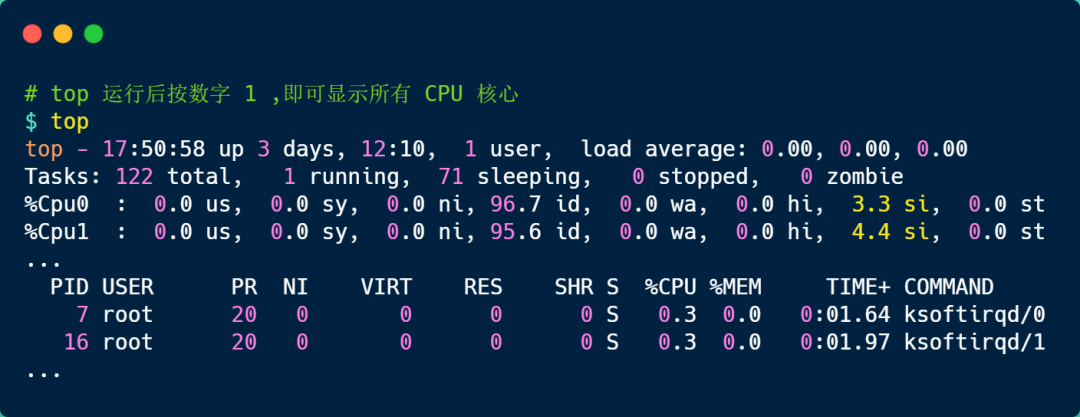 # top 运行后按数字 1 ,即可显示所有 CPU 核心
$ top
top - 17:50:58 up 3 days, 12:10,  1 user,  load average: 0.00, 0.00, 0.00
Tasks: 122 total,   1 running,  71 sleeping,   0 stopped,   0 zombie
%Cpu0  :  0.0 us,  0.0 sy,  0.0 ni, 96.7 id,  0.0 wa,  0.0 hi,  3.3 si,  0.0 st
%Cpu1  :  0.0 us,  0.0 sy,  0.0 ni, 95.6 id,  0.0 wa,  0.0 hi,  4.4 si,  0.0 st
...
  PID USER      PR  NI    VIRT    RES    SHR S  %CPU %MEM     TIME+ COMMAND
    7 root      20   0       0      0      0 S   0.3  0.0   0:01.64 ksoftirqd/0
   16 root      20   0       0      0      0 S   0.3  0.0   0:01.97 ksoftirqd/1
...